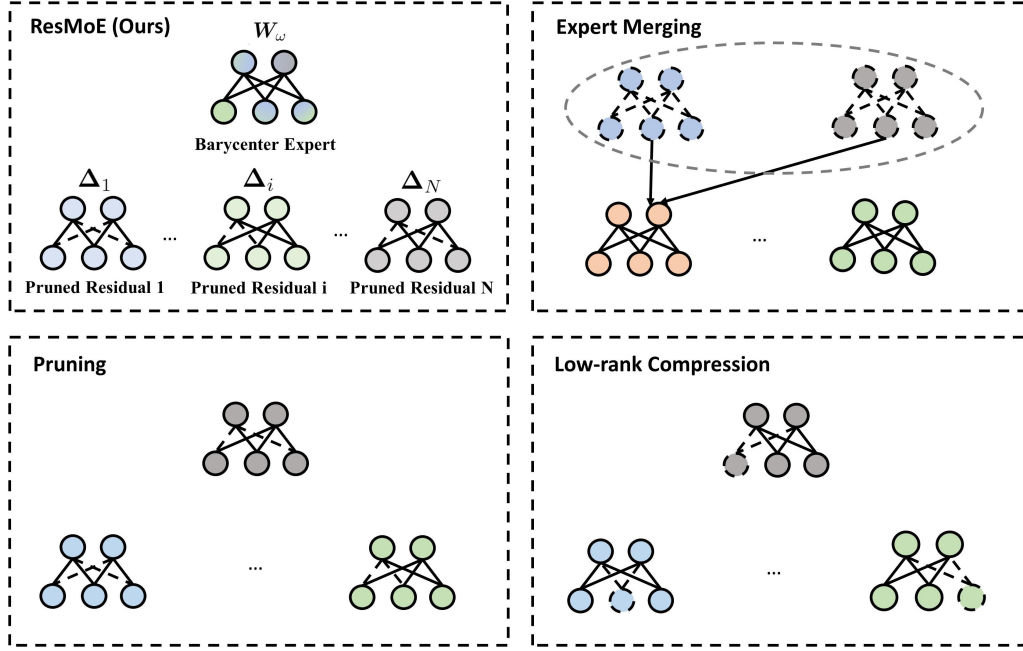 ResMoE (Ours)
W_ω
Barycenter Expert
Δ_1
Δ_i
Δ_N
...
...
Pruned Residual 1
Pruned Residual i
Pruned Residual N
Expert Merging
...
Pruning
...
Low-rank Compression
...